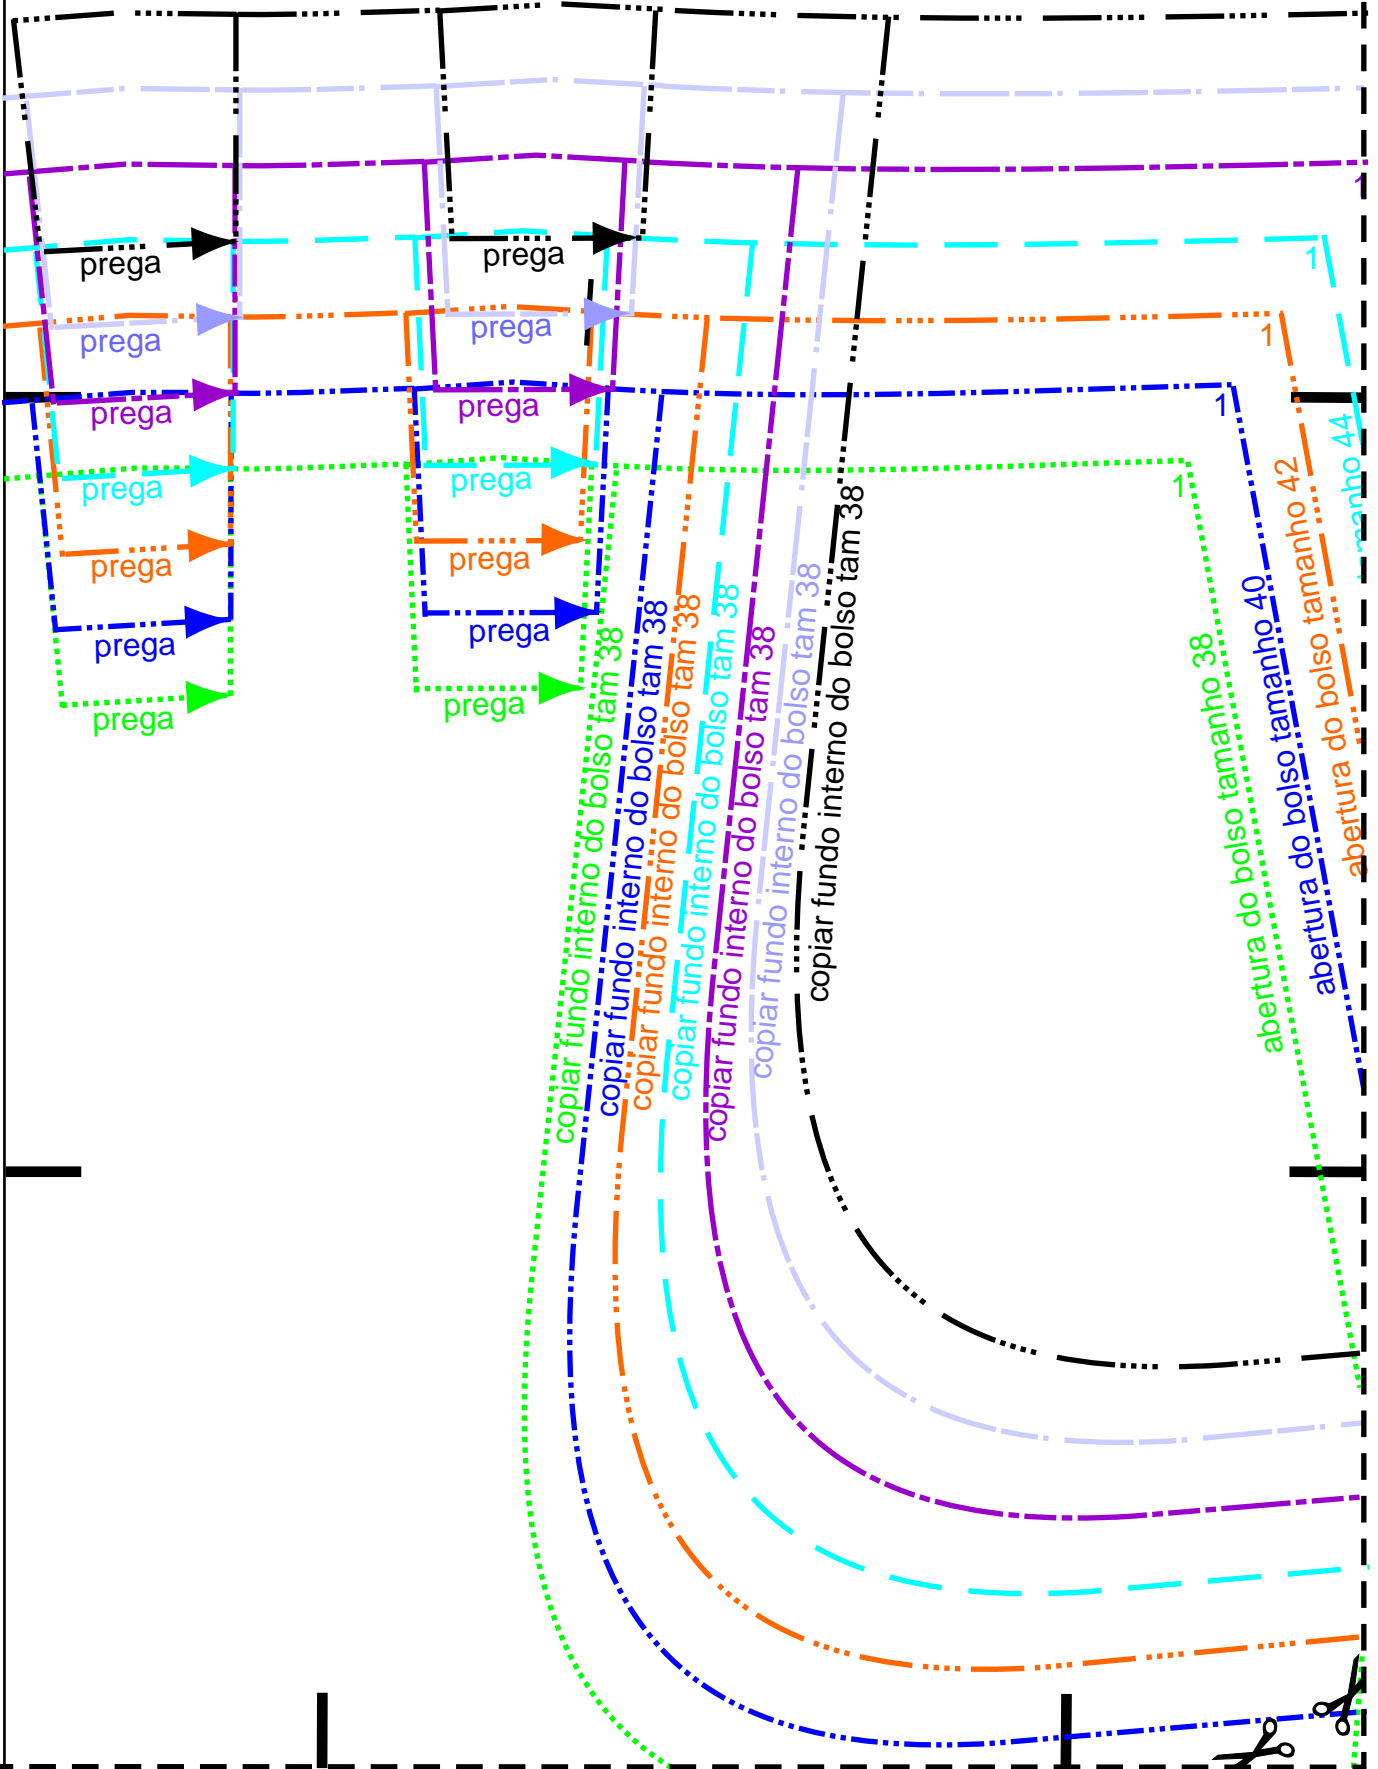 prega
prega
prega
prega
prega
prega
prega
prega
prega
prega
prega
prega
prega
prega
1
1
1
1
1
copiar fundo interno do bolso tam 38
copiar fundo interno do bolso tam 38
copiar fundo interno do bolso tam 38
copiar fundo interno do bolso tam 38
copiar fundo interno do bolso tam 38
copiar fundo interno do bolso tam 38
copiar fundo interno do bolso tam 38
abertura do bolso tamanho 38
abertura do bolso tamanho 40
abertura do bolso tamanho 42
44